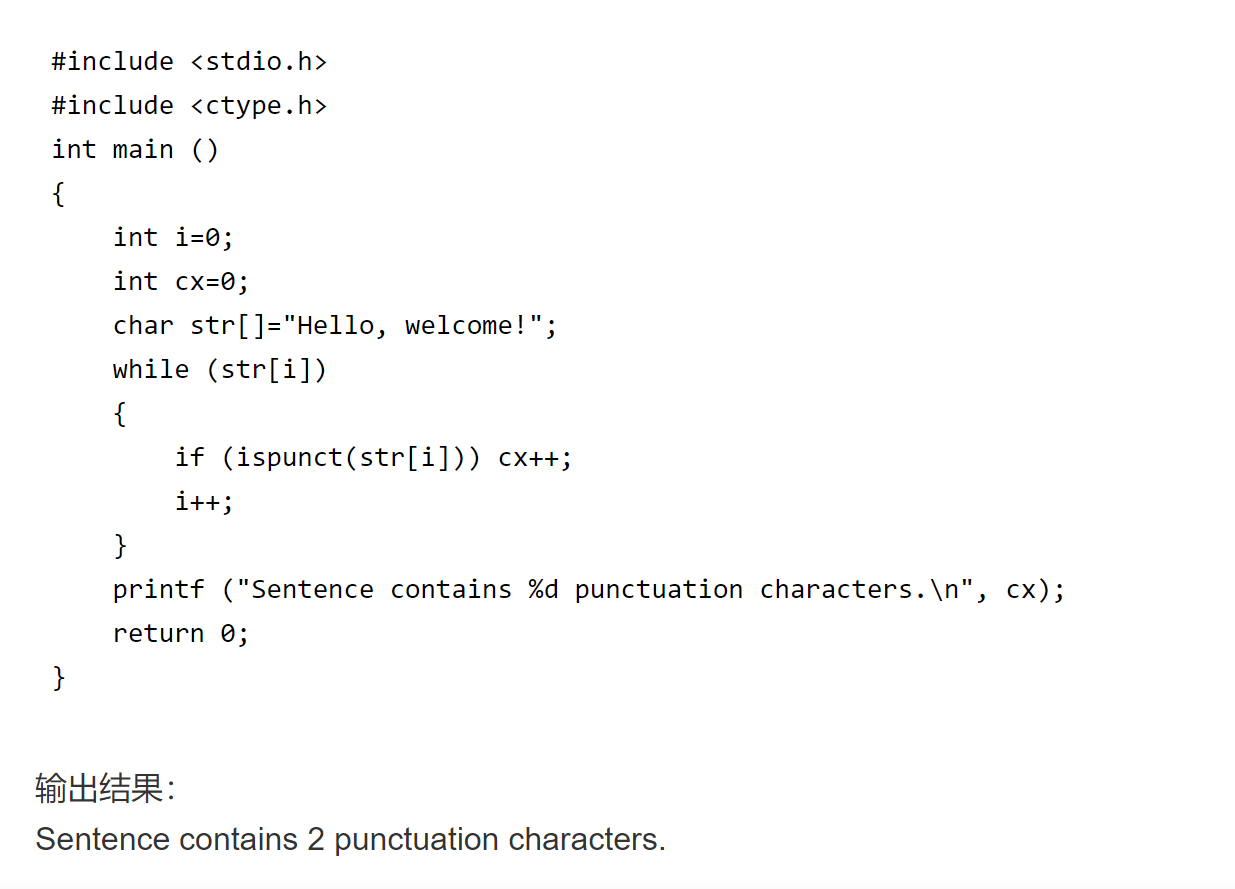 #include <stdio.h>
#include <ctype.h>
int main ()
{
    int i=0;
    int cx=0;
    char str[]="Hello, welcome!";
    while (str[i])
    {
        if (ispunct(str[i])) cx++;
        i++;
    }
    printf ("Sentence contains %d punctuation characters.\n", cx);
    return 0;
}
输出结果：
Sentence contains 2 punctuation characters.